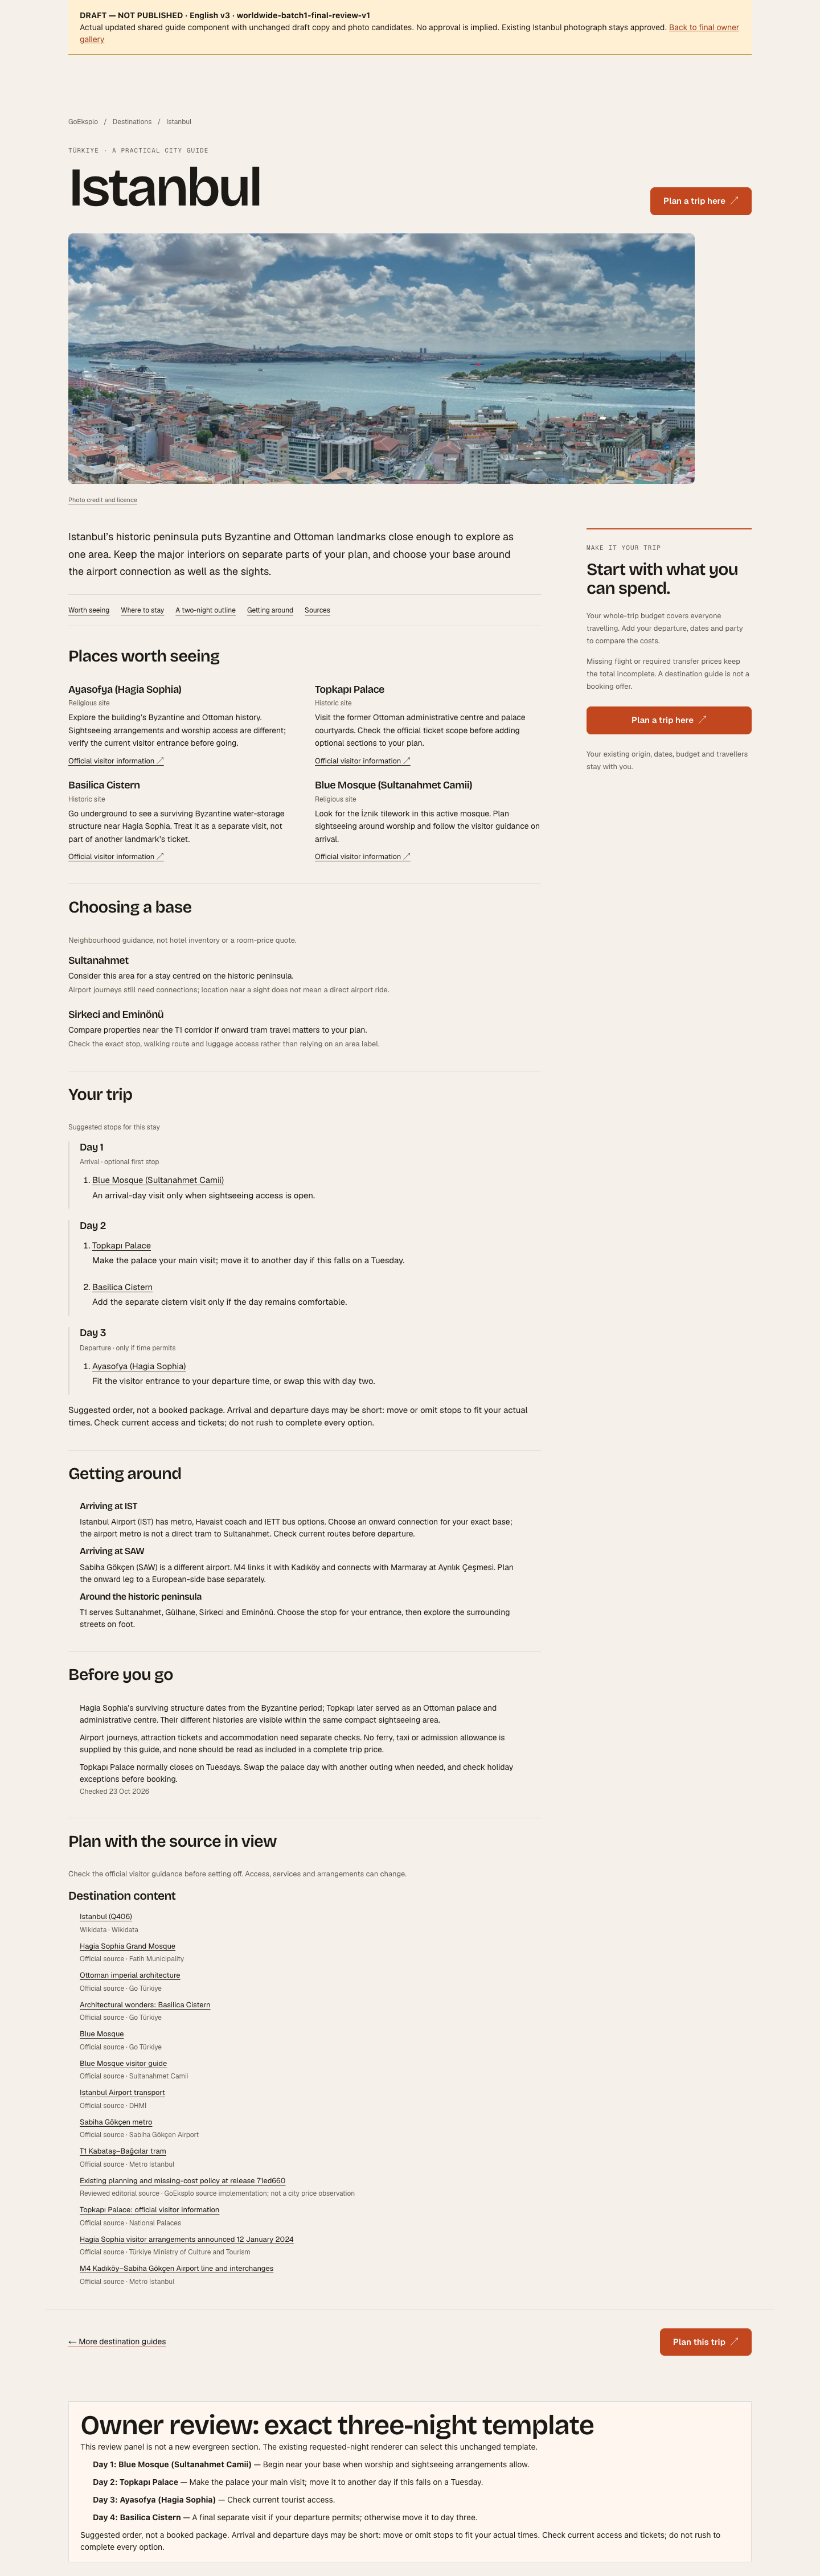 DRAFT — NOT PUBLISHED · English v3 · worldwide-batch1-final-review-v1
Actual updated shared guide component with unchanged draft copy and photo candidates. No approval is implied. Existing Istanbul photograph stays approved. Back to final owner
gallery
GoEksplo / Destinations / Istanbul
TÜRKIYE · A PRACTICAL CITY GUIDE
Istanbul
Plan a trip here ↗
Photo credit and licence
Istanbul's historic peninsula puts Byzantine and Ottoman landmarks close enough to explore as
one area. Keep the major interiors on separate parts of your plan, and choose your base around
the airport connection as well as the sights.
Worth seeing Where to stay A two-night outline Getting around Sources
MAKE IT YOUR TRIP
Start with what you
can spend.
Your whole-trip budget covers everyone
travelling. Add your departure, dates and party
to compare the costs.
Missing flight or required transfer prices keep
the total incomplete. A destination guide is not a
booking offer.
Plan a trip here ↗
Your existing origin, dates, budget and travellers
stay with you.
Places worth seeing
Ayasofya (Hagia Sophia)
Religious site
Explore the building's Byzantine and Ottoman history.
Sightseeing arrangements and worship access are different;
verify the current visitor entrance before going.
Official visitor information ↗
Topkapı Palace
Historic site
Visit the former Ottoman administrative centre and palace
courtyards. Check the official ticket scope before adding
optional sections to your plan.
Official visitor information ↗
Basilica Cistern
Historic site
Go underground to see a surviving Byzantine water-storage
structure near Hagia Sophia. Treat it as a separate visit, not
part of another landmark's ticket.
Official visitor information ↗
Blue Mosque (Sultanahmet Camii)
Religious site
Look for the İznik tilework in this active mosque. Plan
sightseeing around worship and follow the visitor guidance on
arrival.
Official visitor information ↗
Choosing a base
Neighbourhood guidance, not hotel inventory or a room-price quote.
Sultanahmet
Consider this area for a stay centred on the historic peninsula.
Airport journeys still need connections; location near a sight does not mean a direct airport ride.
Sirkeci and Eminönü
Compare properties near the T1 corridor if onward tram travel matters to your plan.
Check the exact stop, walking route and luggage access rather than relying on an area label.
Your trip
Suggested stops for this stay
Day 1
Arrival · optional first stop
1. Blue Mosque (Sultanahmet Camii)
An arrival-day visit only when sightseeing access is open.
Day 2
1. Topkapı Palace
Make the palace your main visit; move it to another day if this falls on a Tuesday.
2. Basilica Cistern
Add the separate cistern visit only if the day remains comfortable.
Day 3
Departure · only if time permits
1. Ayasofya (Hagia Sophia)
Fit the visitor entrance to your departure time, or swap this with day two.
Suggested order, not a booked package. Arrival and departure days may be short: move or omit stops to fit your actual
times. Check current access and tickets; do not rush to complete every option.
Getting around
Arriving at IST
Istanbul Airport (IST) has metro, Havaist coach and IETT bus options. Choose an onward connection for your exact base;
the airport metro is not a direct tram to Sultanahmet. Check current routes before departure.
Arriving at SAW
Sabiha Gökçen (SAW) is a different airport. M4 links it with Kadıköy and connects with Marmaray at Ayrılık Çeşmesi. Plan
the onward leg to a European-side base separately.
Around the historic peninsula
T1 serves Sultanahmet, Gülhane, Sirkeci and Eminönü. Choose the stop for your entrance, then explore the surrounding
streets on foot.
Before you go
Hagia Sophia's surviving structure dates from the Byzantine period; Topkapı later served as an Ottoman palace and
administrative centre. Their different histories are visible within the same compact sightseeing area.
Airport journeys, attraction tickets and accommodation need separate checks. No ferry, taxi or admission allowance is
supplied by this guide, and none should be read as included in a complete trip price.
Topkapı Palace normally closes on Tuesdays. Swap the palace day with another outing when needed, and check holiday
exceptions before booking.
Checked 23 Oct 2026
Plan with the source in view
Check the official visitor guidance before setting off. Access, services and arrangements can change.
Destination content
Istanbul (Q406)
Wikidata · Wikidata
Hagia Sophia Grand Mosque
Official source · Fatih Municipality
Ottoman imperial architecture
Official source · Go Türkiye
Architectural wonders: Basilica Cistern
Official source · Go Türkiye
Blue Mosque
Official source · Go Türkiye
Blue Mosque visitor guide
Official source · Sultanahmet Camii
Istanbul Airport transport
Official source · DHMİ
Sabiha Gökçen metro
Official source · Sabiha Gökçen Airport
T1 Kabataş–Bağcılar tram
Official source · Metro Istanbul
Existing planning and missing-cost policy at release 71ed660
Reviewed editorial source · GoEksplo source implementation; not a city price observation
Topkapı Palace: official visitor information
Official source · National Palaces
Hagia Sophia visitor arrangements announced 12 January 2024
Official source · Türkiye Ministry of Culture and Tourism
M4 Kadıköy–Sabiha Gökçen Airport line and interchanges
Official source · Metro İstanbul
← More destination guides
Plan this trip ↗
Owner review: exact three-night template
This review panel is not a new evergreen section. The existing requested-night renderer can select this unchanged template.
Day 1: Blue Mosque (Sultanahmet Camii) — Begin near your base when worship and sightseeing arrangements allow.
Day 2: Topkapı Palace — Make the palace your main visit; move it to another day if this falls on a Tuesday.
Day 3: Ayasofya (Hagia Sophia) — Check current tourist access.
Day 4: Basilica Cistern — A final separate visit if your departure permits; otherwise move it to day three.
Suggested order, not a booked package. Arrival and departure days may be short: move or omit stops to fit your actual times. Check current access and tickets; do not rush to
complete every option.